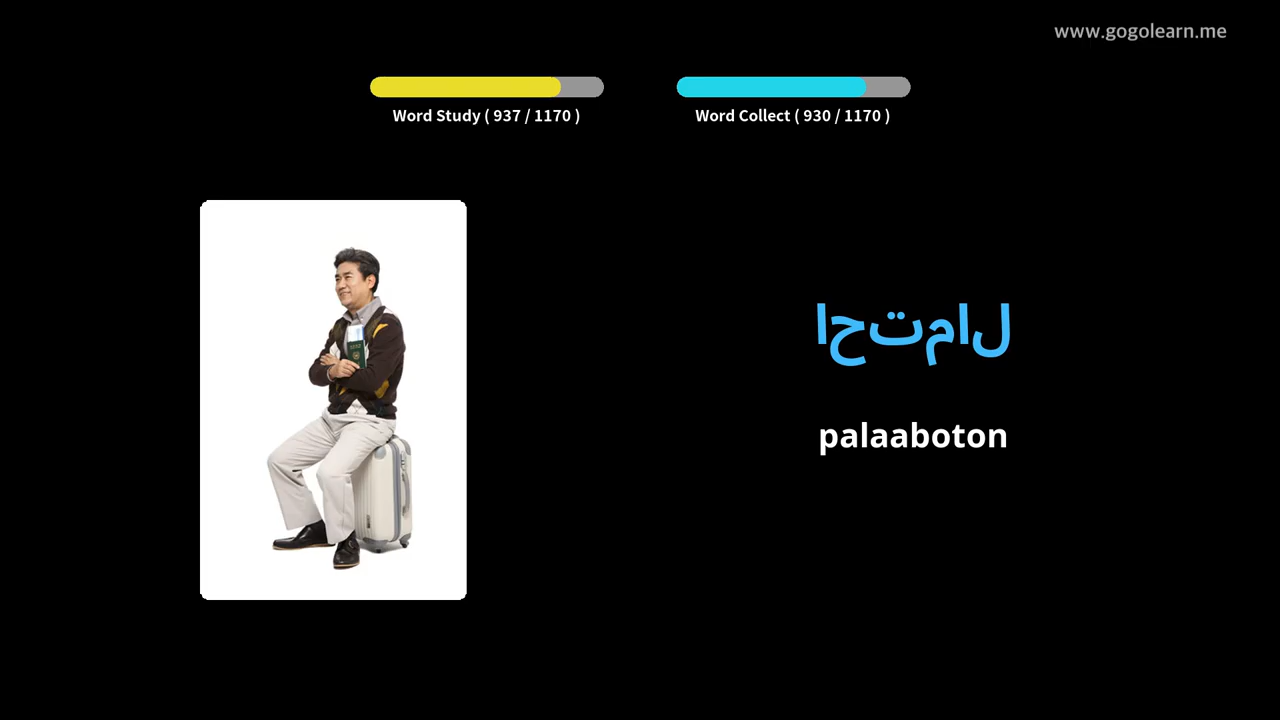 www.gogolearn.me
Word Study ( 937 / 1170 )
Word Collect ( 930 / 1170 )
احتمال
palaaboton